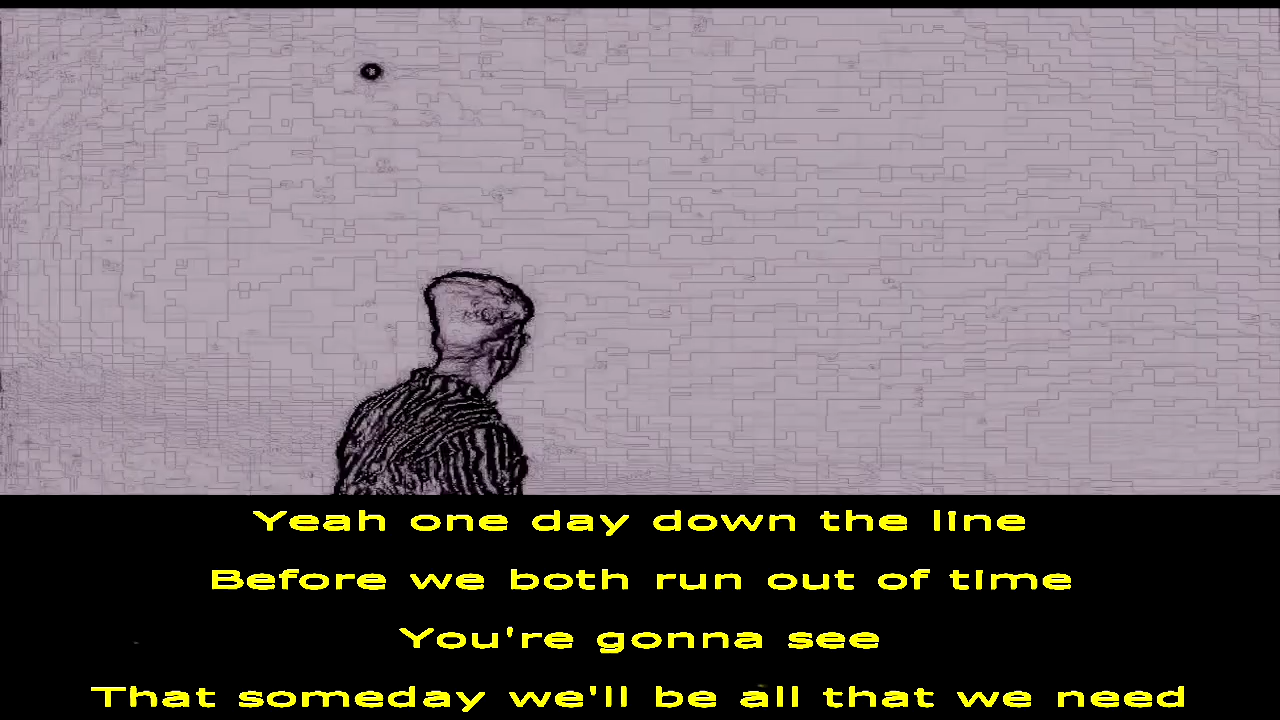 Yeah one day down the line
Before we both run out of time
You're gonna see
That someday we'll be all that we need